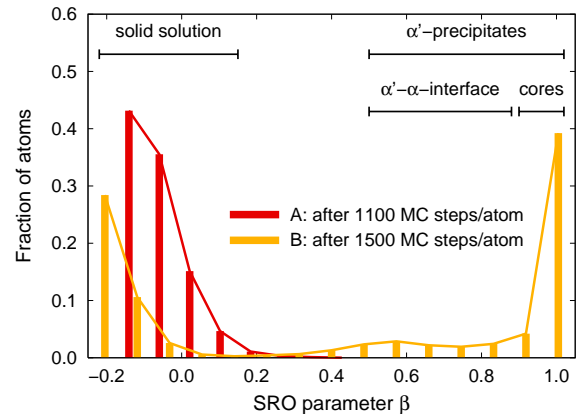 0.6
0.5
0.4
0.3
0.2
0.1
0.0
Fraction of atoms
solid solution
α'-precipitates
α'-α-interface
cores
A: after 1100 MC steps/atom
B: after 1500 MC steps/atom
−0.2 0.0 0.2 0.4 0.6 0.8 1.0
SRO parameter β